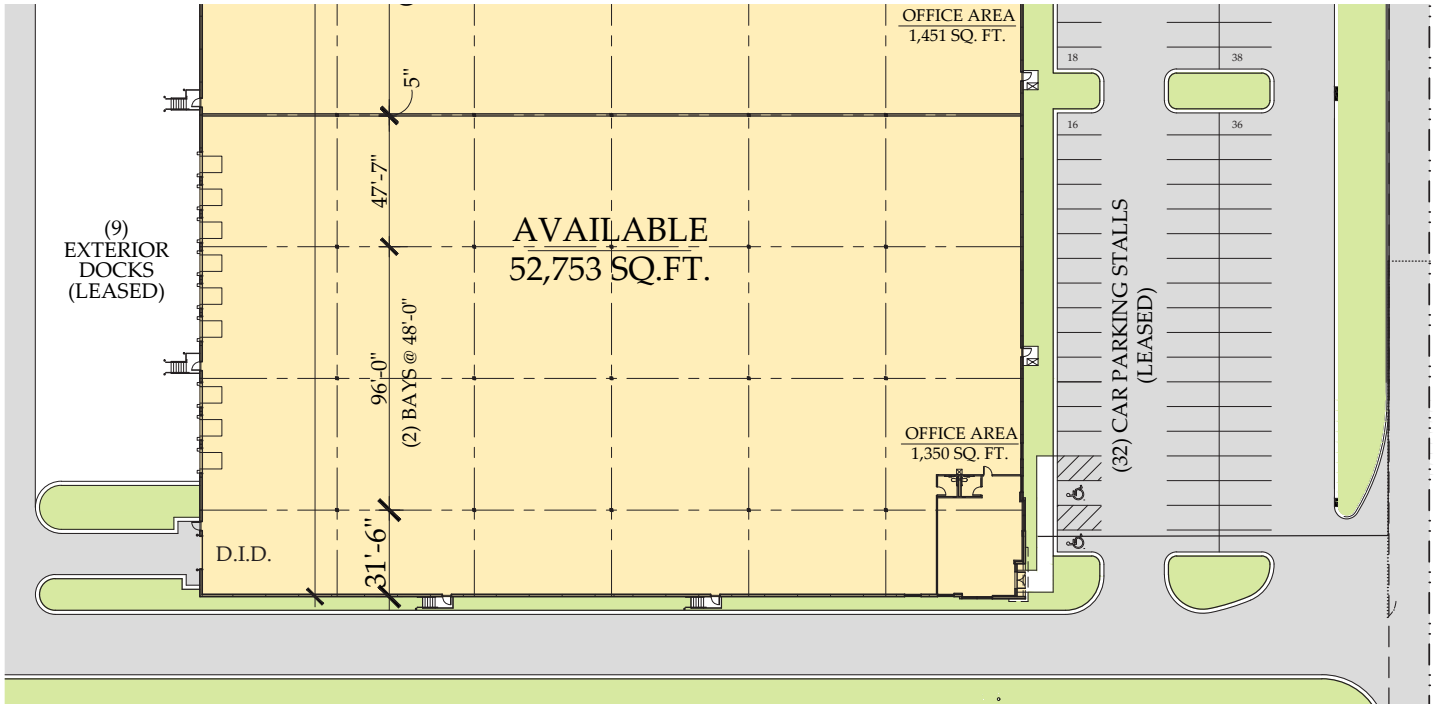 OFFICE AREA
1,451 SQ. FT.
18
38
5"
16
36
47'-7"
(9)
EXTERIOR
DOCKS
(LEASED)
AVAILABLE
52,753 SQ.FT.
(32) CAR PARKING STALLS
(LEASED)
96'-0"
(2) BAYS @ 48'-0"
OFFICE AREA
1,350 SQ. FT.
31'-6"
D.I.D.